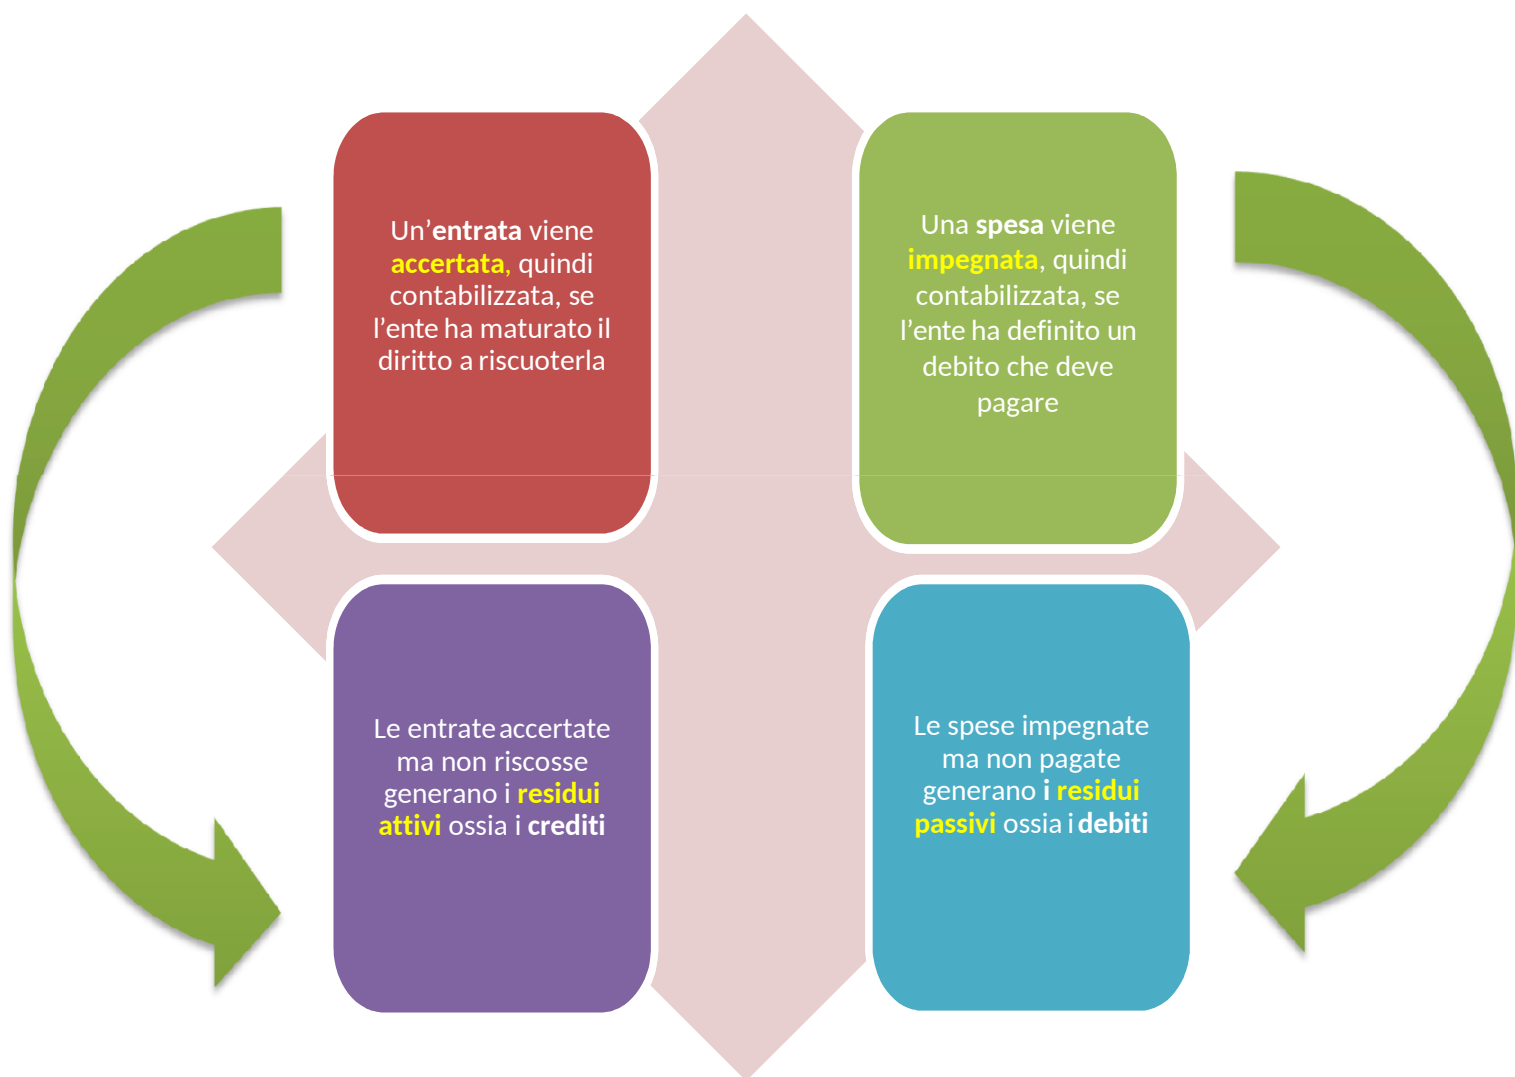 Un’entrata viene
accertata, quindi
contabilizzata, se
l’ente ha maturato il
diritto a riscuoterla
Una spesa viene
impegnata, quindi
contabilizzata, se
l’ente ha definito un
debito che deve
pagare
Le entrate accertate
ma non riscosse
generano i residui
attivi ossia i crediti
Le spese impegnate
ma non pagate
generano i residui
passivi ossia i debiti